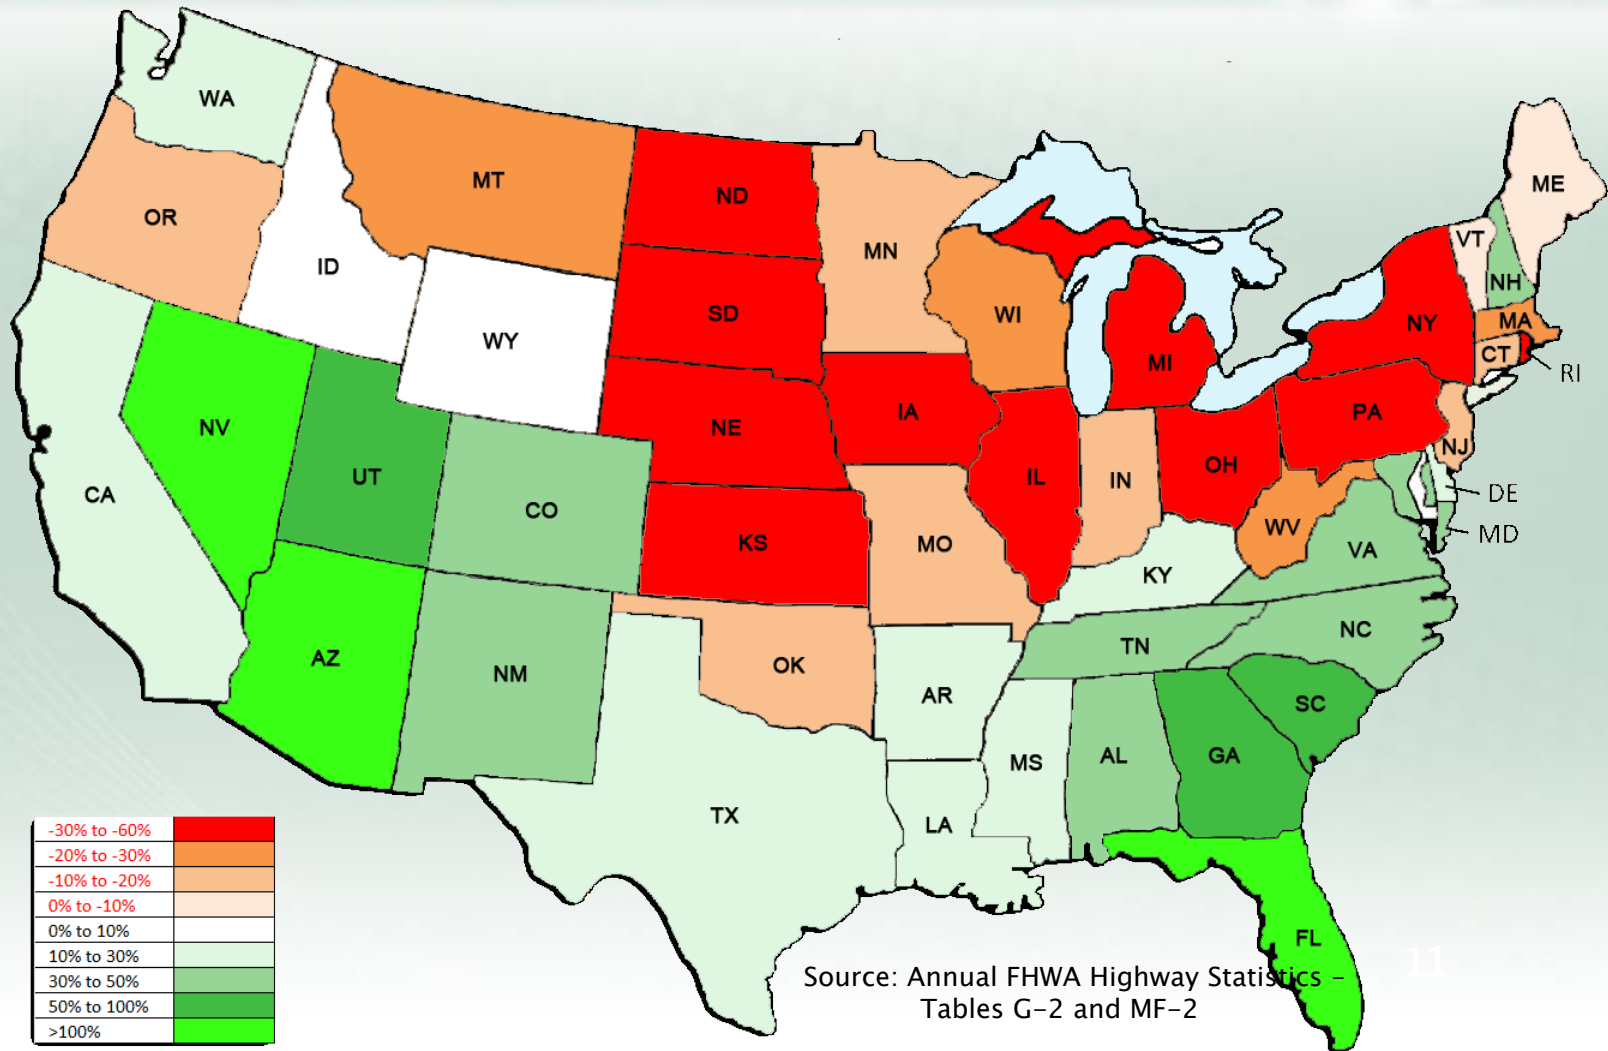 WA
ME
MT
ND
VT
OR
MN
ID
NH
SD
WI
MA
NY
WY
CT
MI
RI
PA
IA
NV
NE
NJ
OH
UT
IL
IN
CA
DE
CO
WV
MD
KS
MO
VA
KY
NC
TN
AZ
OK
NM
AR
SC
GA
AL
MS
TX
LA
-30% to -60%
-20% to -30%
-10% to -20%
0% to -10%
0% to 10%
10% to 30%
30% to 50%
50% to 100%
>100%
FL
11
Source: Annual FHWA Highway Statistics –
Tables G-2 and MF-2